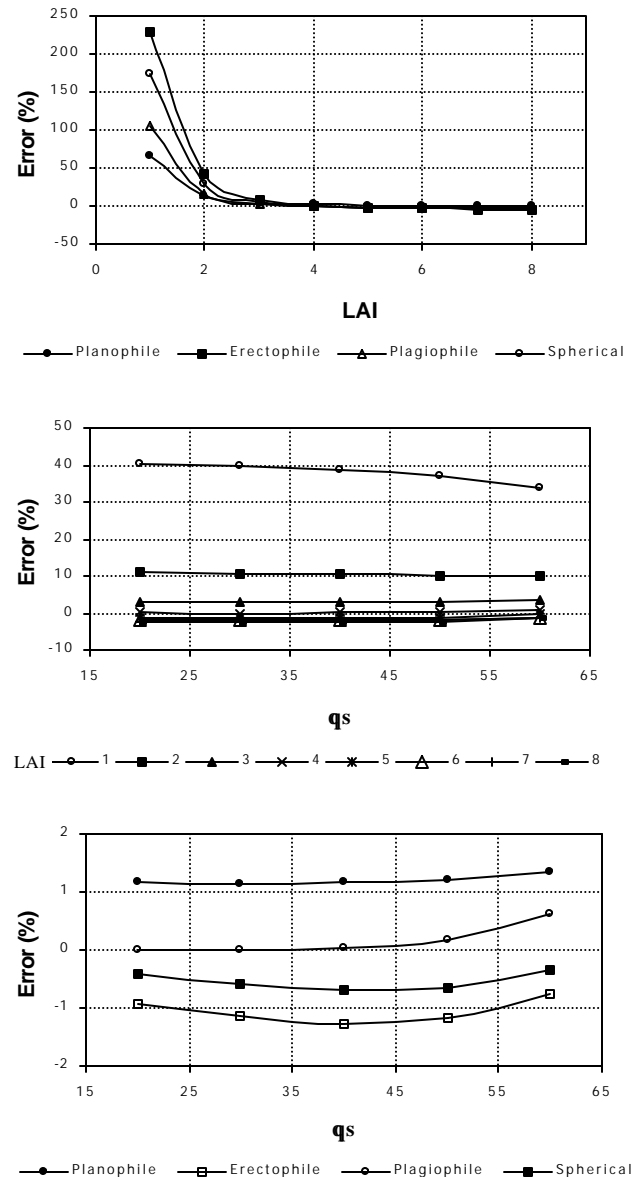 250
200
150
100
50
0
-50
Error (%)
0 2 4 6 8
LAI
Planophile Erectophile Plagiophile Spherical
50
40
30
20
10
0
-10
Error (%)
15 25 35 45 55 65
qs
LAI 1 2 3 4 5 6 7 8
2
1
0
-1
-2
Error (%)
15 25 35 45 55 65
qs
Planophile Erectophile Plagiophile Spherical